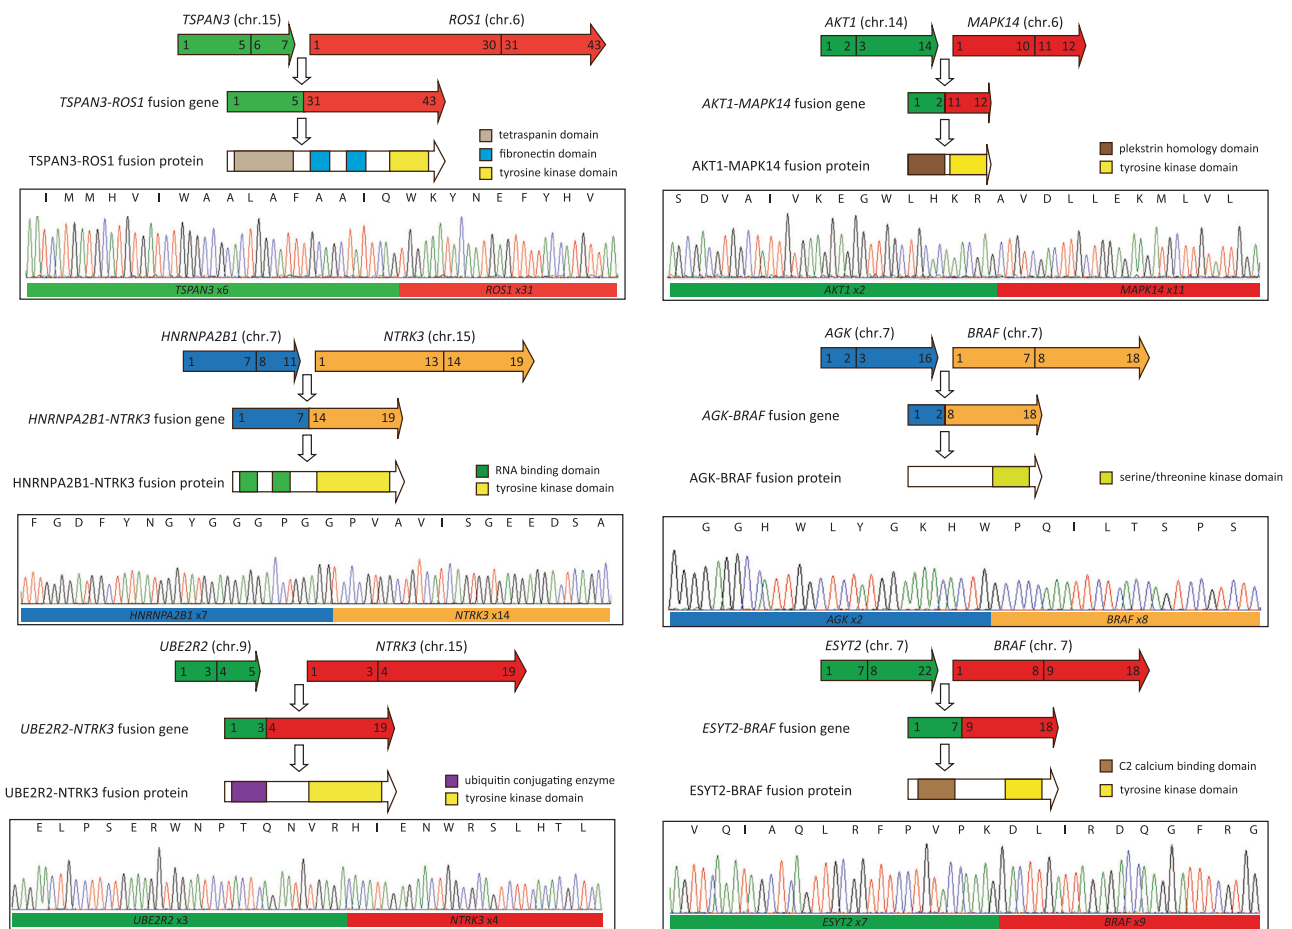 TSPAN3 (chr.15) ROS1 (chr.6)
1 5 6 7 1 30 31 43
TSPAN3-ROS1 fusion gene 1 5 31 43
TSPAN3-ROS1 fusion protein
tetraspanin domain
fibronectin domain
tyrosine kinase domain
I M M H V I W A A L A F A A I Q W K Y N E F Y H V
TSPAN3 x6 ROS1 x31
AKT1 (chr.14) MAPK14 (chr.6)
1 2 3 14 1 10 11 12
AKT1-MAPK14 fusion gene 1 2 11 12
AKT1-MAPK14 fusion protein
plekstrin homology domain
tyrosine kinase domain
S D V A I V K E G W L H K R A V D L L E K M L V L
AKT1 x2 MAPK14 x11
HNRNPA2B1 (chr.7) NTRK3 (chr.15)
1 7 8 11 1 13 14 19
HNRNPA2B1-NTRK3 fusion gene 1 7 14 19
HNRNPA2B1-NTRK3 fusion protein
RNA binding domain
tyrosine kinase domain
F G D F Y N G Y G G G P G G P V A V I S G E E D S A
HNRNPA2B1 x7 NTRK3 x14
AGK (chr.7) BRAF (chr.7)
1 2 3 16 1 7 8 18
AGK-BRAF fusion gene 1 2 8 18
AGK-BRAF fusion protein
serine/threonine kinase domain
G G H W L Y G K H W P Q I L T S P S
AGK x2 BRAF x8
UBE2R2 (chr.9) NTRK3 (chr.15)
1 3 4 5 1 3 4 19
UBE2R2-NTRK3 fusion gene 1 3 4 19
UBE2R2-NTRK3 fusion protein
ubiquitin conjugating enzyme
tyrosine kinase domain
E L P S E R W N P T Q N V R H I E N W R S L H T L
UBE2R2 x3 NTRK3 x4
ESYT2 (chr. 7) BRAF (chr. 7)
1 7 8 22 1 8 9 18
ESYT2-BRAF fusion gene 1 7 9 18
ESYT2-BRAF fusion protein
C2 calcium binding domain
tyrosine kinase domain
V Q I A Q L R F P V P K D L I R D Q G F R G
ESYT2 x7 BRAF x9